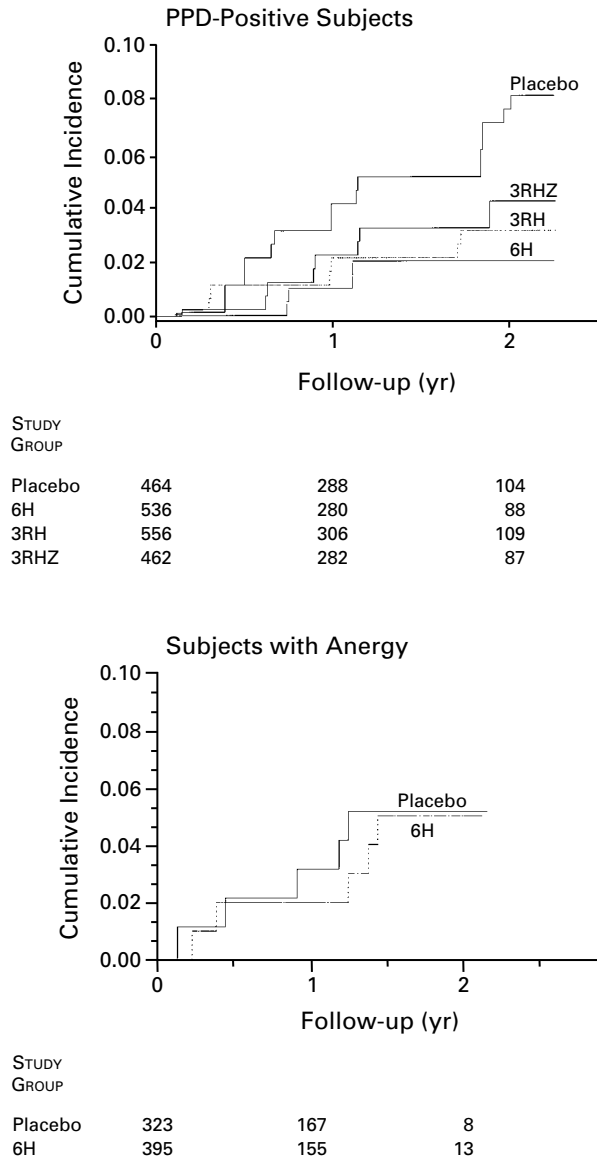 PPD-Positive Subjects
Cumulative Incidence
0.10
0.08
0.06
0.04
0.02
0.00
Placebo
3RHZ
3RH
6H
0 1 2
Follow-up (yr)
STUDY
GROUP
Placebo 464 288 104
6H 536 280 88
3RH 556 306 109
3RHZ 462 282 87
Subjects with Anergy
Cumulative Incidence
0.10
0.08
0.06
0.04
0.02
0.00
Placebo
6H
0 1 2
Follow-up (yr)
STUDY
GROUP
Placebo 323 167 8
6H 395 155 13